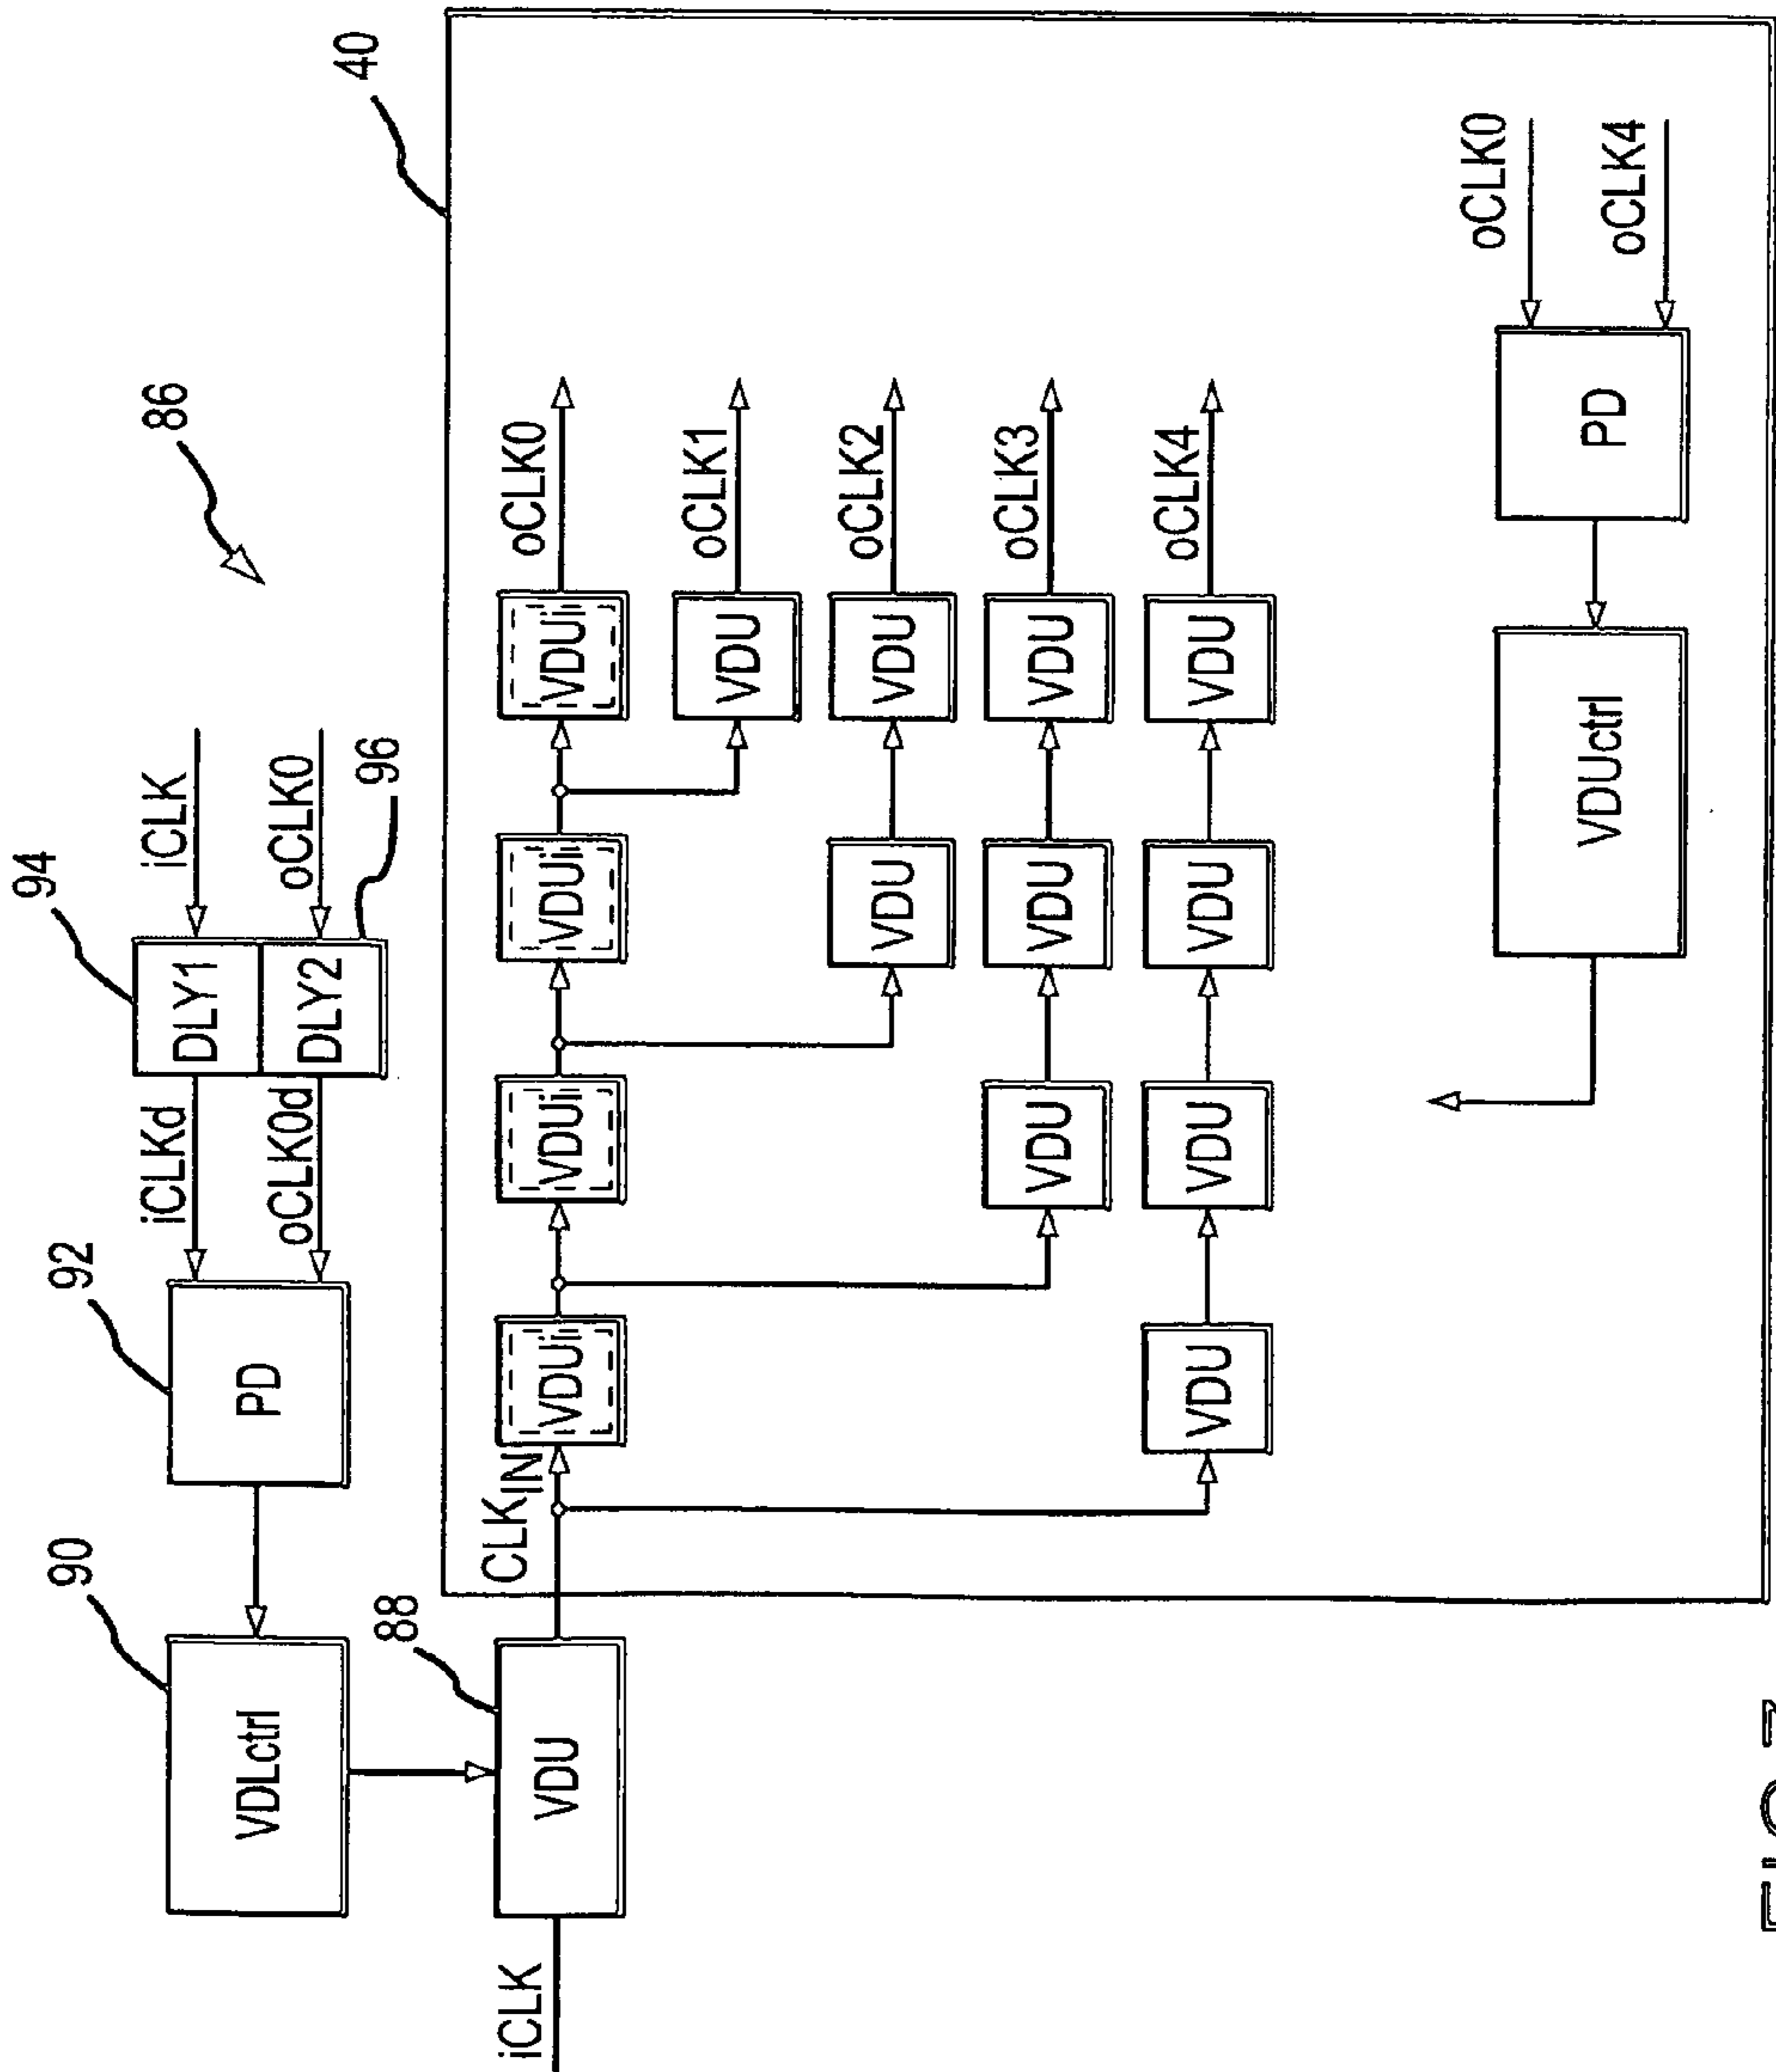 94
90
92
86
iCLKd
DLY1
iCLK
VDLctrl
PD
oCLK0d
DLY2
oCLK0
96
40
88
iCLK
VDU
CLKIN
VDUi
VDUi
VDUi
VDUi
oCLK0
VDU
oCLK1
VDU
VDU
oCLK2
VDU
VDU
VDU
oCLK3
VDU
VDU
VDU
VDU
oCLK4
VDUctrl
PD
oCLK0
oCLK4